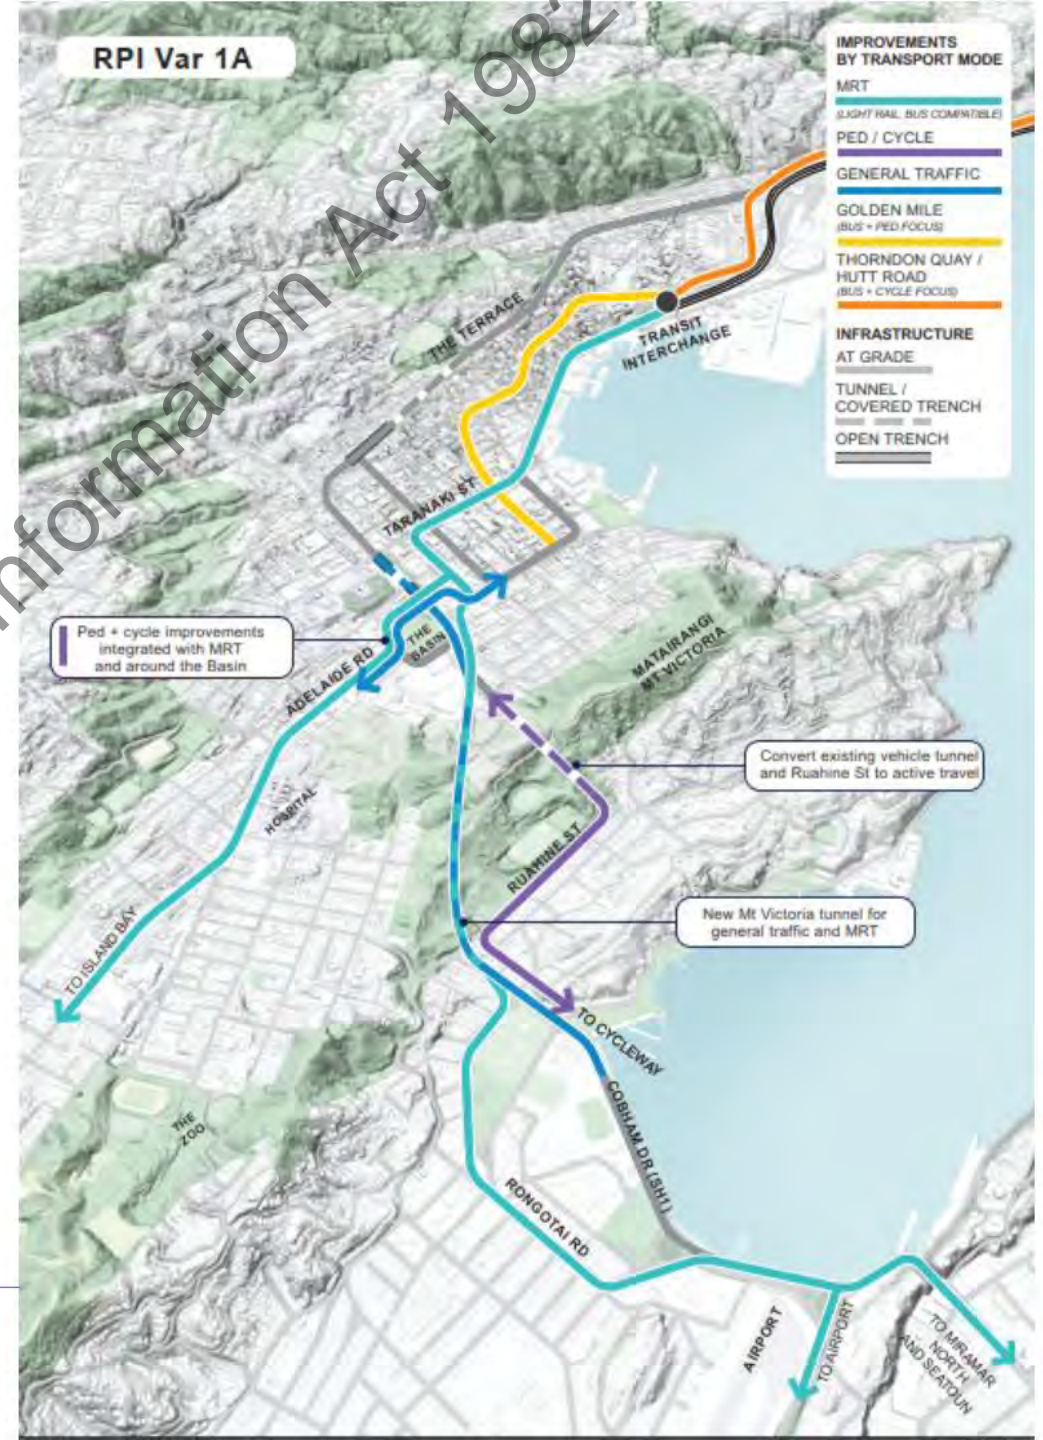 RPI Var 1A
Information Act 1982
IMPROVEMENTS
BY TRANSPORT MODE
MRT
(LIGHT RAIL, BUS COMPATIBLE)
PED / CYCLE
GENERAL TRAFFIC
GOLDEN MILE
(BUS + PED FOCUS)
THORNDON QUAY /
HUTT ROAD
(BUS + CYCLE FOCUS)
INFRASTRUCTURE
AT GRADE
TUNNEL /
COVERED TRENCH
OPEN TRENCH
THE TERRACE
TRANSIT
INTERCHANGE
TARANAKI ST
Ped + cycle improvements
integrated with MRT
and around the Basin
THE
BASIN
ADELAIDE RD
MATAIRANGI
MT VICTORIA
Convert existing vehicle tunnel
and Ruahine St to active travel
HOSPITAL
RUAHINE ST
New Mt Victoria tunnel for
general traffic and MRT
TO ISLAND BAY
TO CYCLEWAY
COBHAM DR (SH1)
THE
ZOO
RONGOTAI RD
AIRPORT
TO AIRPORT
TO MIRAMAR
NORTH
AND SEATOUN